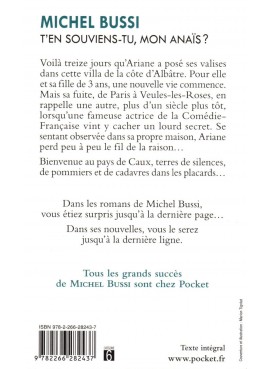 MICHEL BUSSI
T'EN SOUVIENS-TU, MON ANAÏS ?
Voilà treize jours qu'Ariane a posé ses valises
dans cette villa de la côte d'Albâtre. Pour elle
et sa fille de 3 ans, une nouvelle vie commence.
Mais sa fuite, de Paris à Veules-les-Roses, en
rappelle une autre, plus d'un siècle plus tôt,
lorsqu'une fameuse actrice de la Comédie-
Française vint y cacher un lourd secret. Se sentant
observée dans sa propre maison, Ariane
perd peu à peu le fil de la raison...
Bienvenue au pays de Caux, terres de silences,
de pommiers et de cadavres dans les placards...
Dans les romans de Michel Bussi,
vous étiez surpris jusqu'à la dernière page...
Dans ses nouvelles, vous le serez
jusqu'à la dernière ligne.
Tous les grands succès
de MICHEL BUSSI sont chez Pocket
ISBN 978-2-266-28243-7
9 782266 282437
6
Texte intégral
www.pocket.fr